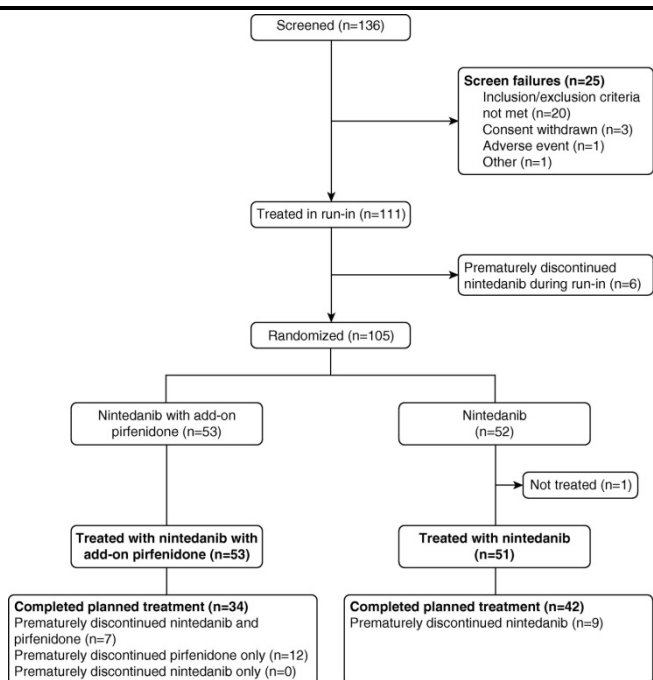 Screened (n=136)
Screen failures (n=25)
Inclusion/exclusion criteria
not met (n=20)
Consent withdrawn (n=3)
Adverse event (n=1)
Other (n=1)
Treated in run-in (n=111)
Prematurely discontinued
nintedanib during run-in (n=6)
Randomized (n=105)
Nintedanib with add-on
pirfenidone (n=53)
Nintedanib
(n=52)
Not treated (n=1)
Treated with nintedanib with
add-on pirfenidone (n=53)
Treated with nintedanib
(n=51)
Completed planned treatment (n=34)
Prematurely discontinued nintedanib and
pirfenidone (n=7)
Prematurely discontinued pirfenidone only (n=12)
Prematurely discontinued nintedanib only (n=0)
Completed planned treatment (n=42)
Prematurely discontinued nintedanib (n=9)